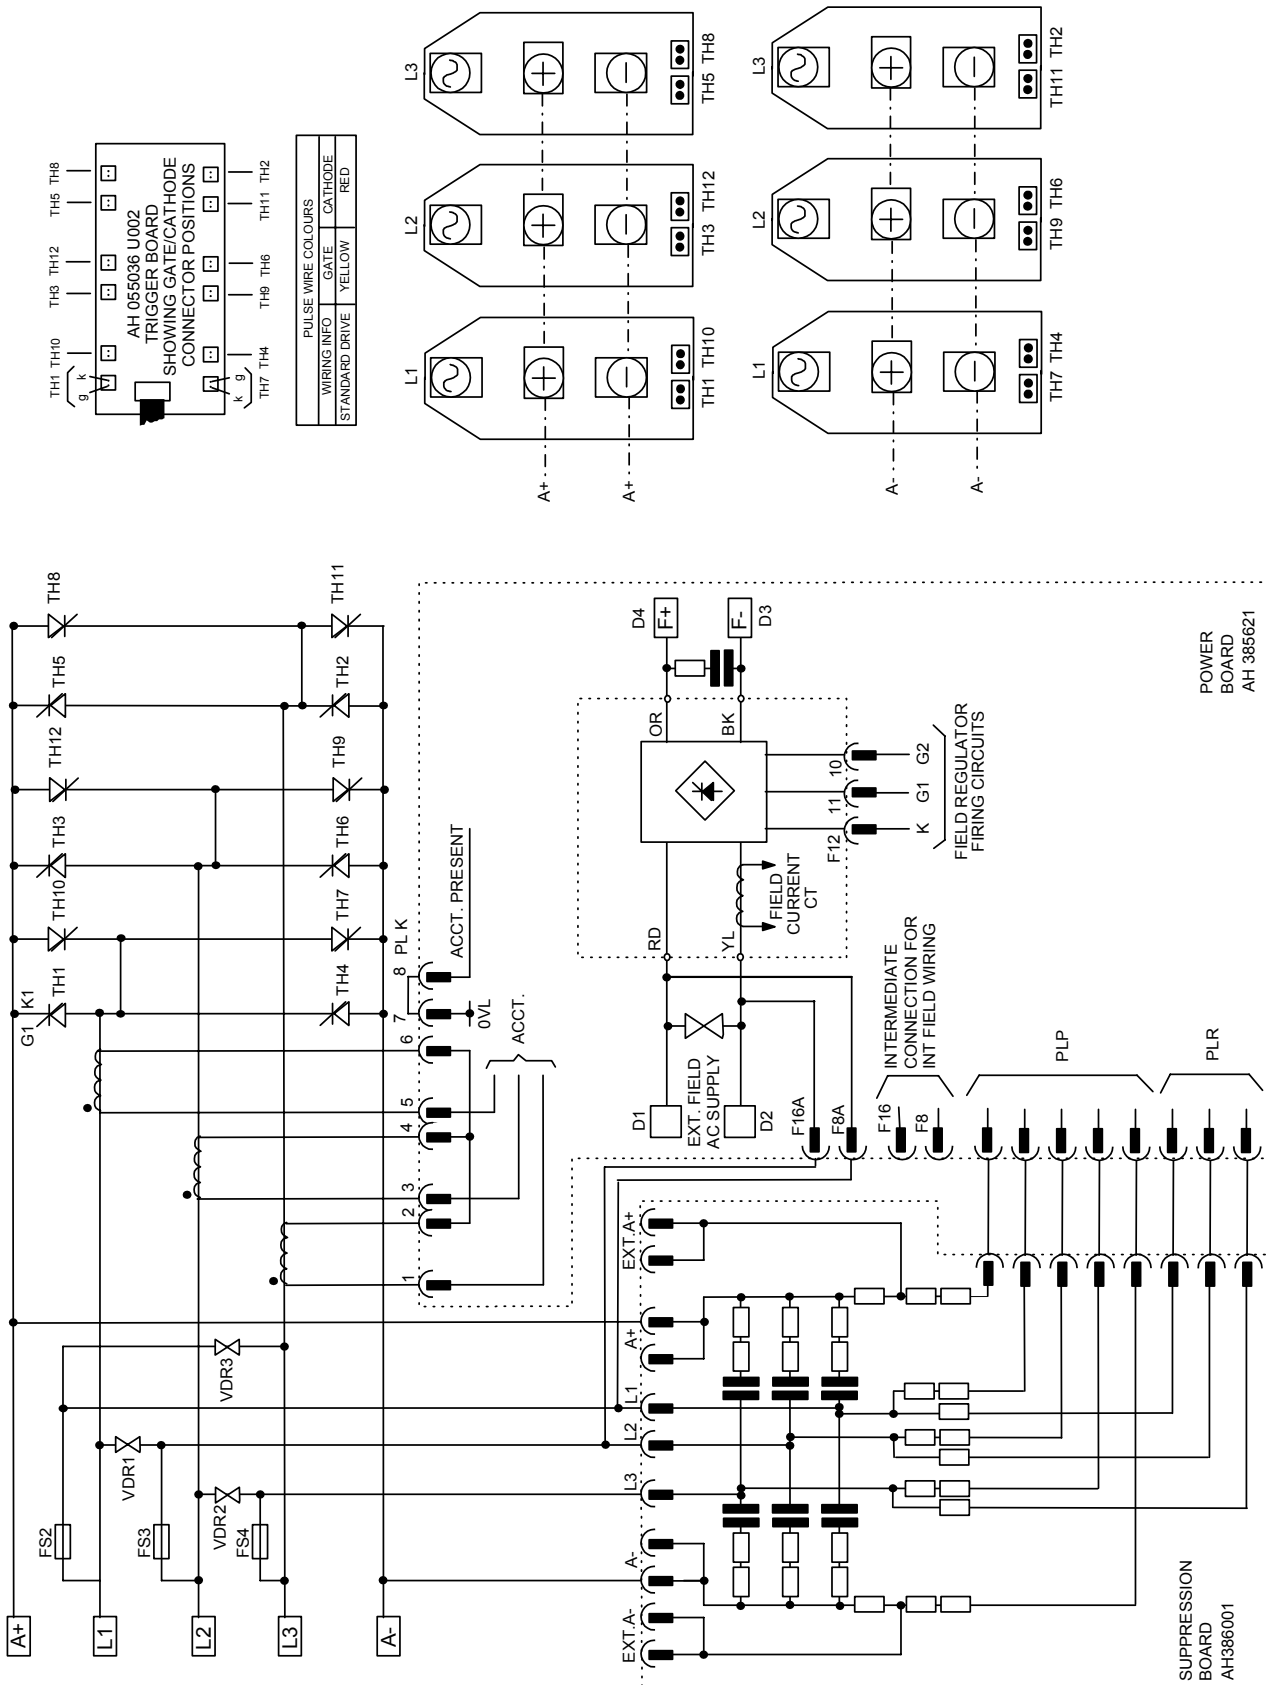 TH1 TH10 TH3 TH12 TH5 TH8
g k
AH 055036 U002
TRIGGER BOARD
SHOWING GATE/CATHODE
CONNECTOR POSITIONS
k g
TH7 TH4 TH9 TH6 TH11 TH2
PULSE WIRE COLOURS
WIRING INFO GATE CATHODE
STANDARD DRIVE YELLOW RED
L1 L2 L3
A+
A+
TH1 TH10 TH3 TH12 TH5 TH8
L1 L2 L3
A-
A-
TH7 TH4 TH9 TH6 TH11 TH2
A+
L1
L2
L3
A-
FS2
FS3
FS4
VDR1
VDR2
VDR3
G1 K1
TH1 TH10 TH3 TH12 TH5 TH8
TH4 TH7 TH6 TH9 TH2 TH11
1 2 3 4 5 6 7 8 PL K
0VL
ACCT. PRESENT
ACCT.
EXT.A- A- L3 L2 L1 A+ EXT.A+
D1
EXT. FIELD
AC SUPPLY
D2
RD
YL
FIELD
CURRENT
CT
OR
BK
D4
F+
F-
D3
F12 11 10
K G1 G2
FIELD REGULATOR
FIRING CIRCUITS
F16A
F8A
F16
F8
INTERMEDIATE
CONNECTION FOR
INT FIELD WIRING
PLP
PLR
POWER
BOARD
AH 385621
SUPPRESSION
BOARD
AH386001